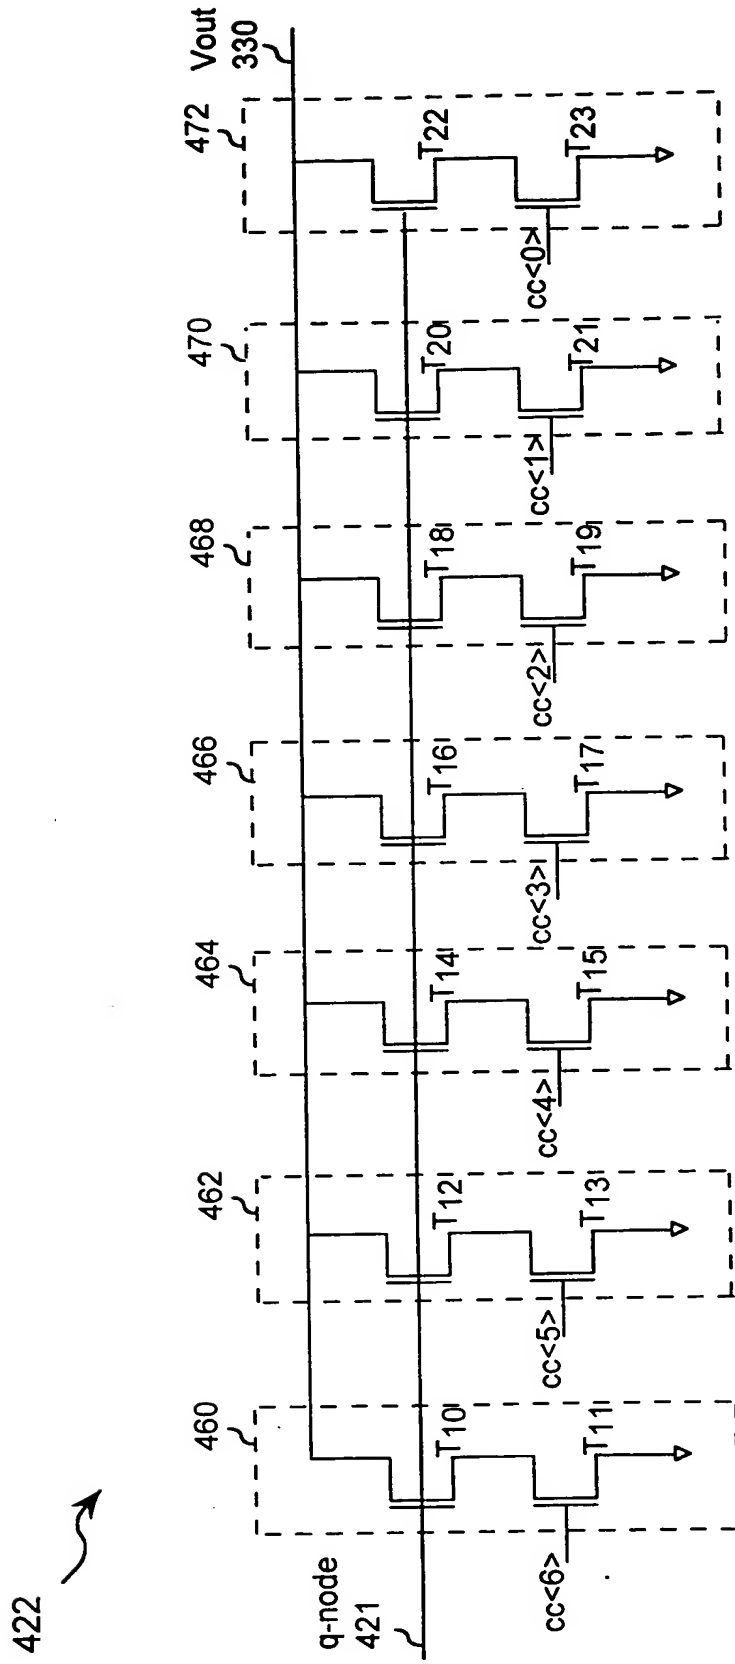 422
Vout
330
460
462
464
466
468
470
472
q-node
421
T10
T12
T14
T16
T18
T20
T22
T11
T13
T15
T17
T19
T21
T23
cc<6>
cc<5>
cc<4>
cc<3>
cc<2>
cc<1>
cc<0>